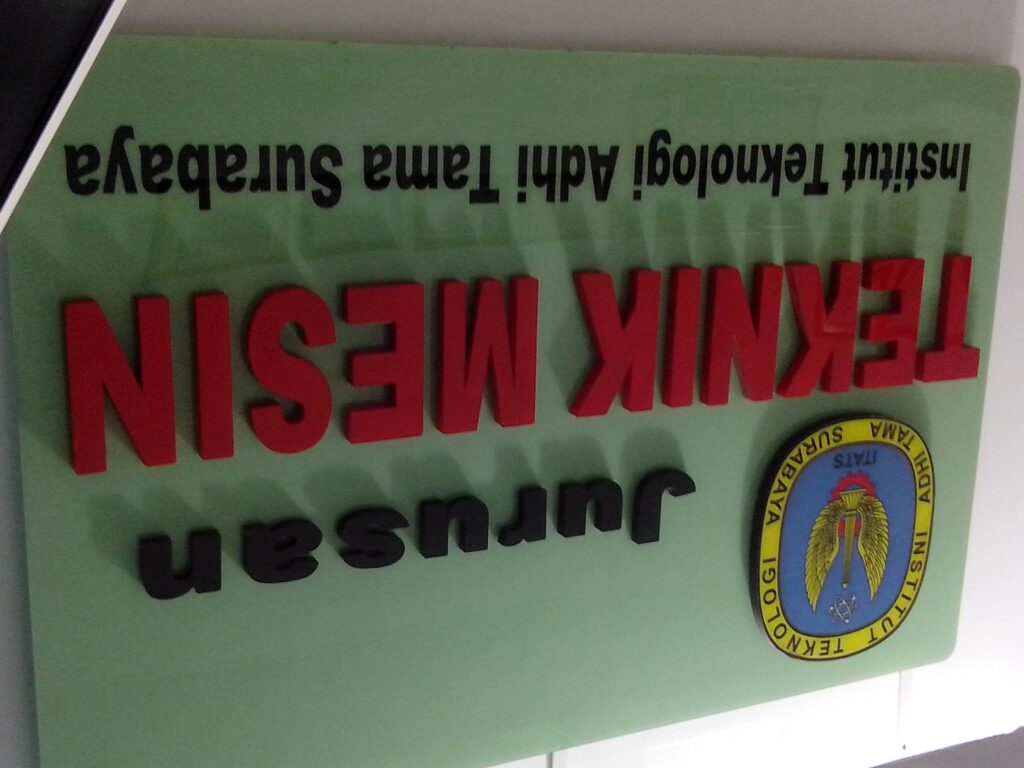 Jurusan
TEKNIK MESIN
Institut Teknologi Adhi Tama Surabaya
INSTITUT TEKNOLOGI
ADHI TAMA SURABAYA
ITATS